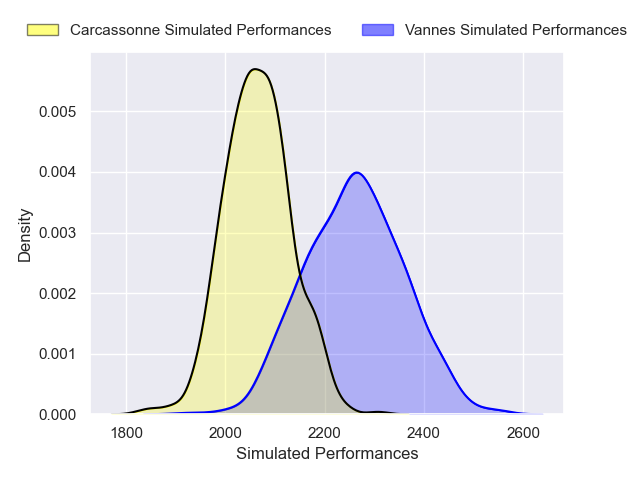 Carcassonne Simulated Performances Vannes Simulated Performances
0.005
0.004
0.003
0.002
0.001
0.000
Density
1800 2000 2200 2400 2600
Simulated Performances